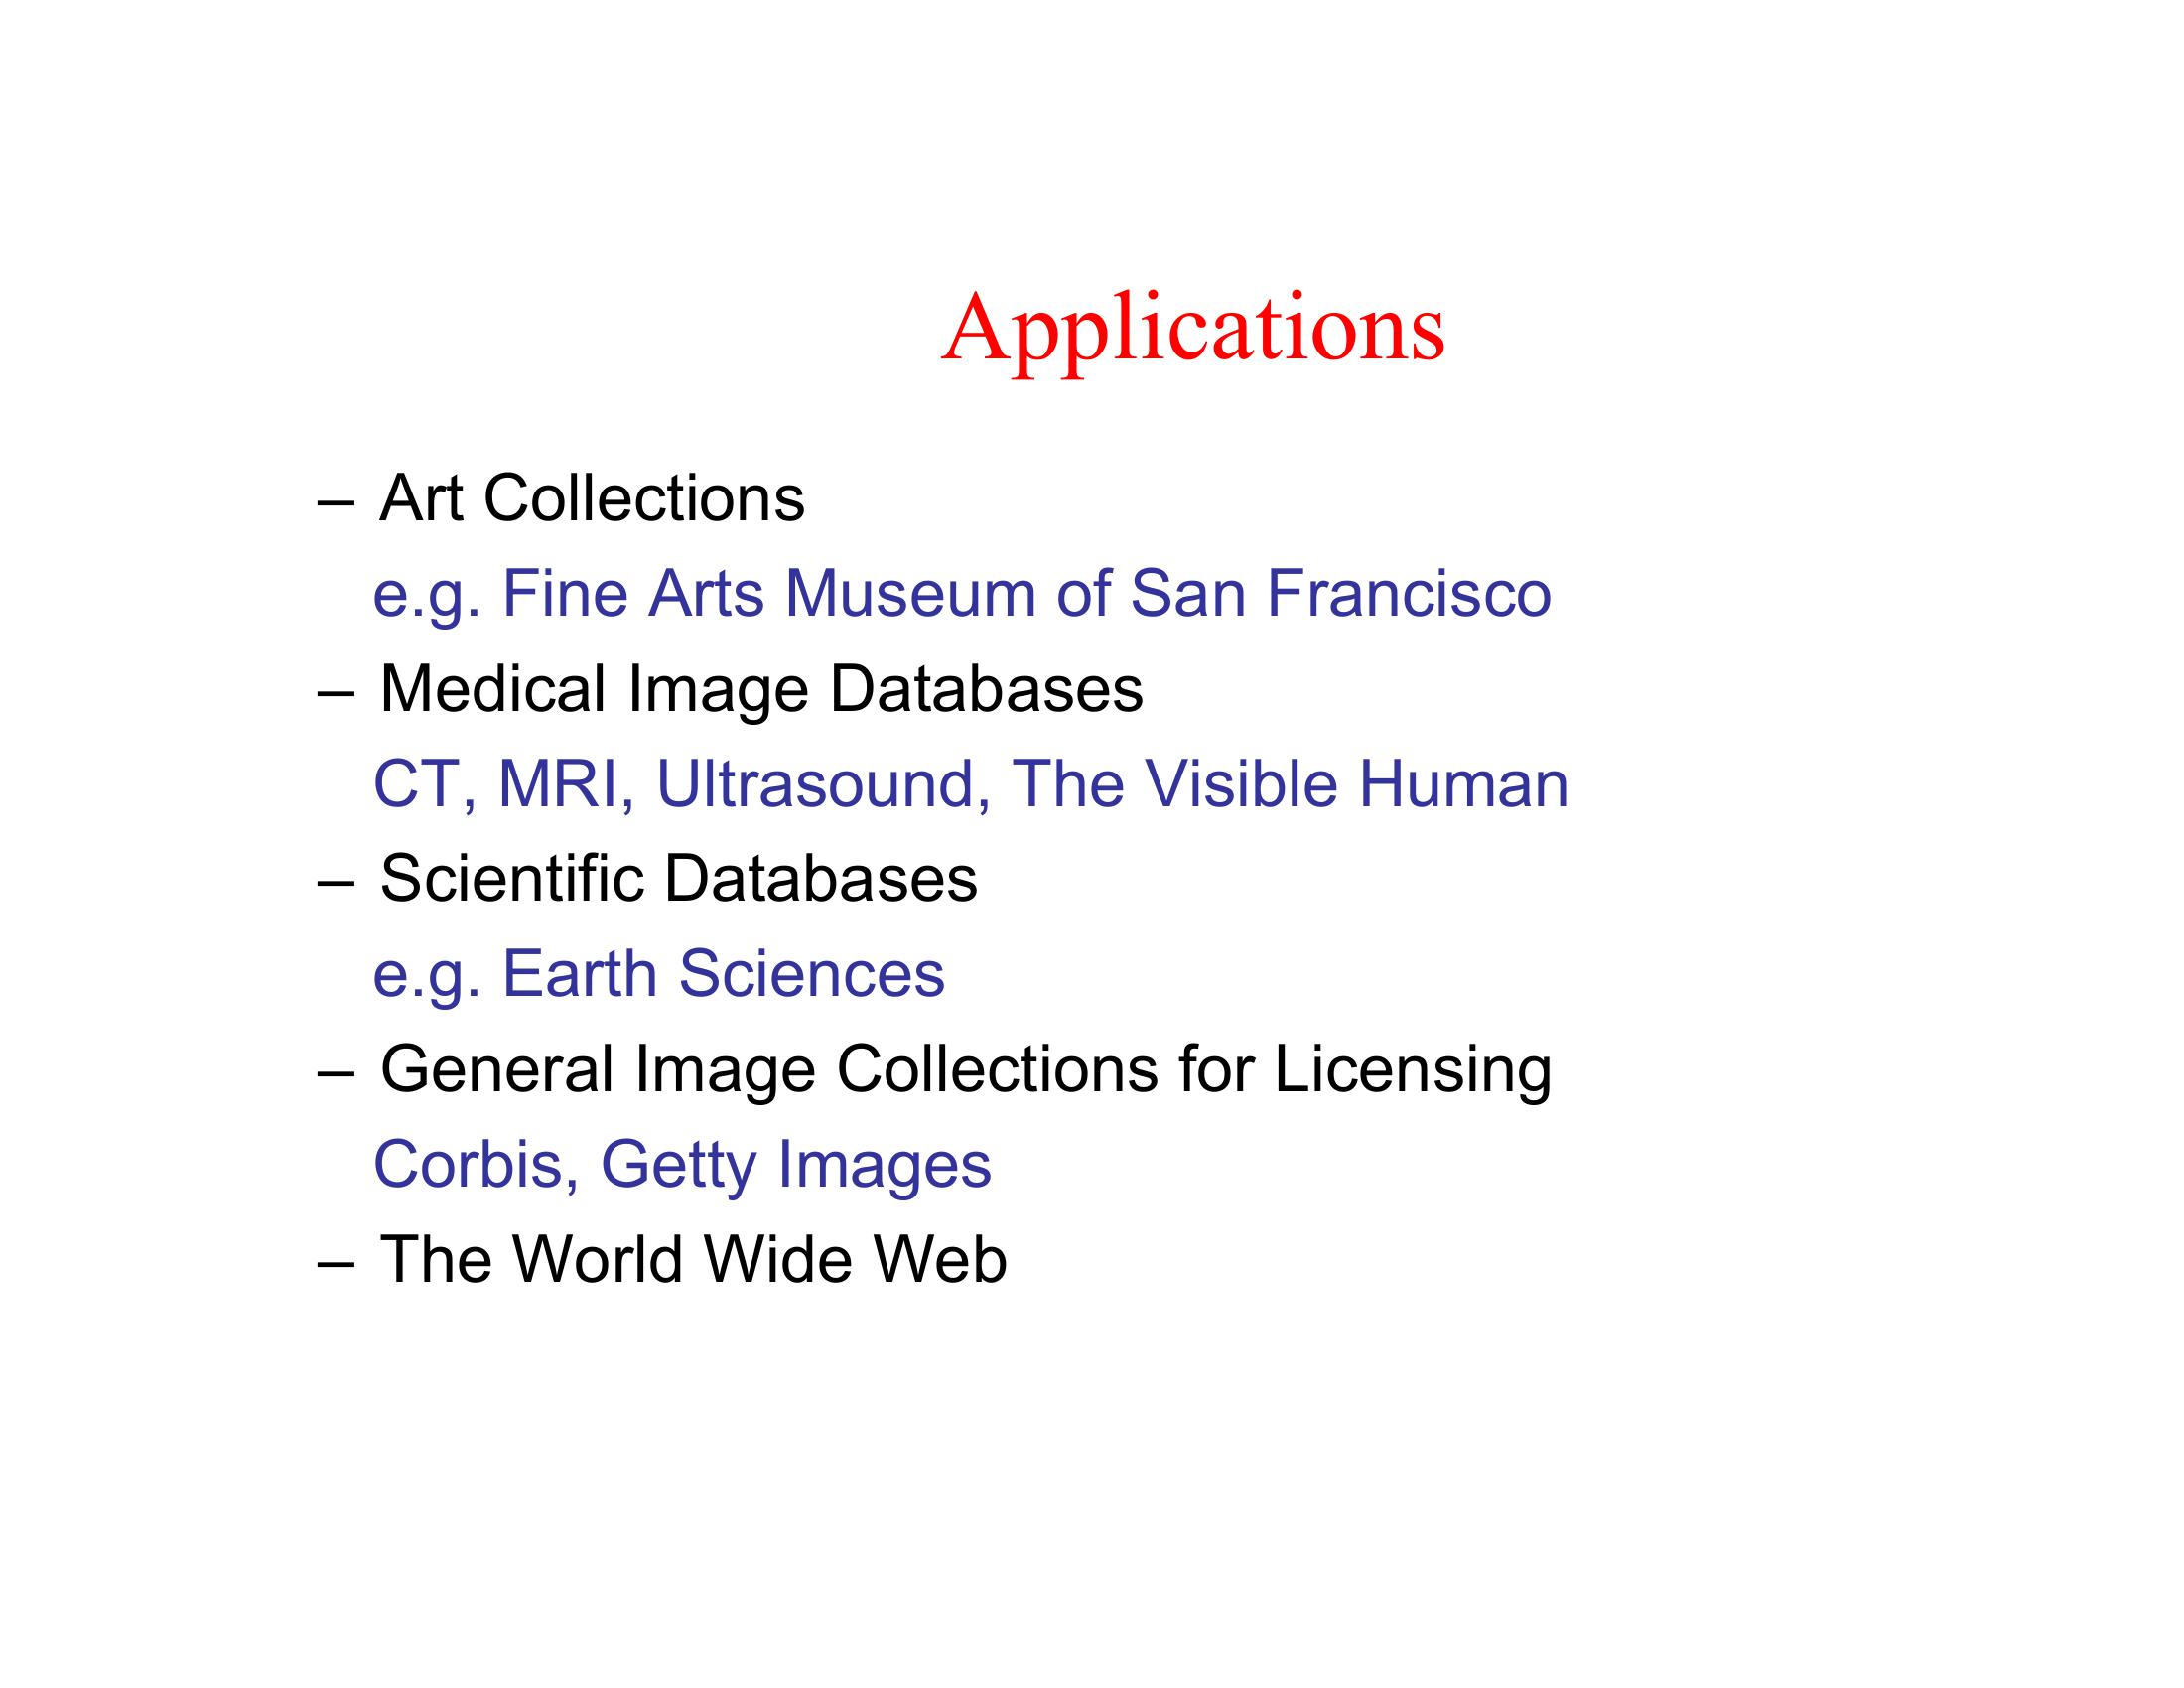 Applications
– Art Collections
e.g. Fine Arts Museum of San Francisco
– Medical Image Databases
CT, MRI, Ultrasound, The Visible Human
– Scientific Databases
e.g. Earth Sciences
– General Image Collections for Licensing
Corbis, Getty Images
– The World Wide Web